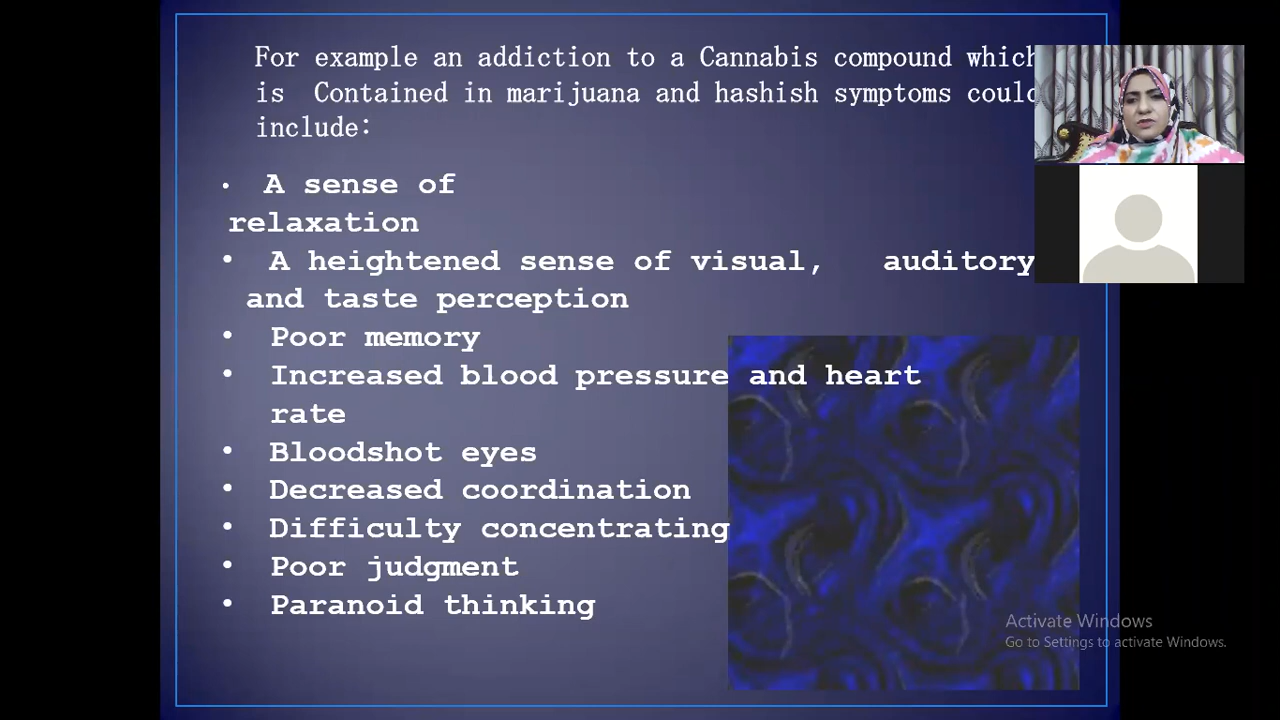 For example an addiction to a Cannabis compound which
is Contained in marijuana and hashish symptoms could
include:
• A sense of
relaxation
• A heightened sense of visual, auditory
and taste perception
• Poor memory
• Increased blood pressure and heart
rate
• Bloodshot eyes
• Decreased coordination
• Difficulty concentrating
• Poor judgment
• Paranoid thinking
Activate Windows
Go to Settings to activate Windows.